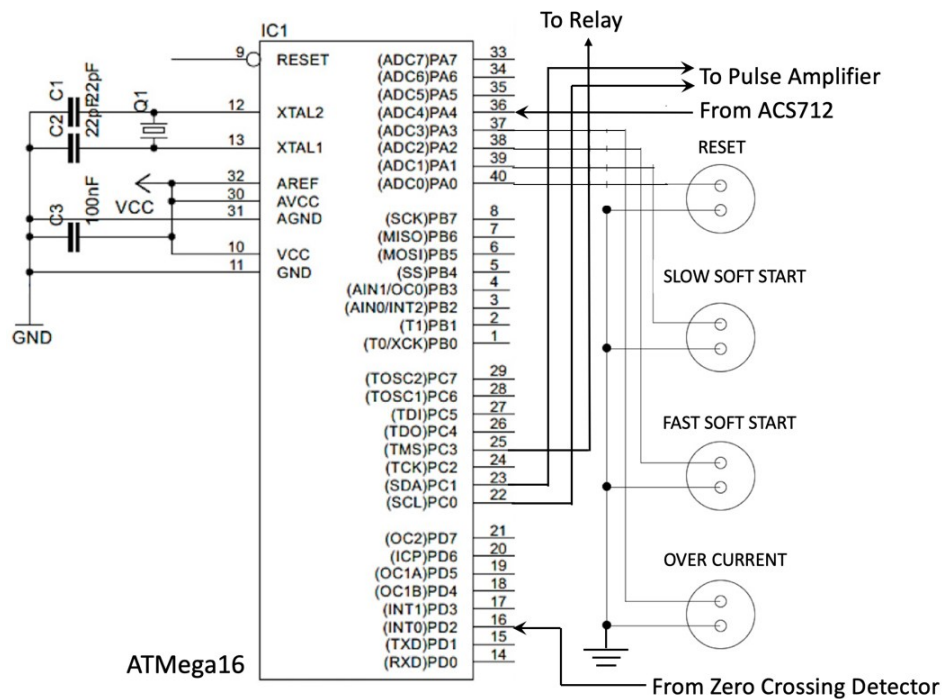 To Relay
IC1
9 RESET (ADC7)PA7 33
(ADC6)PA6 34
(ADC5)PA5 35
To Pulse Amplifier
C1 22pF
C2 22pF
Q1
12 XTAL2 (ADC4)PA4 36
From ACS712
(ADC3)PA3 37
13 XTAL1 (ADC2)PA2 38
RESET
(ADC1)PA1 39
32 AREF (ADC0)PA0 40
30 AVCC
VCC
C3 100nF
31 AGND (SCK)PB7 8
(MISO)PB6 7
10 VCC (MOSI)PB5 6
11 GND (SS)PB4 5
SLOW SOFT START
(AIN1/OC0)PB3 4
(AIN0/INT2)PB2 3
(T1)PB1 2
GND
(T0/XCK)PB0 1
(TOSC2)PC7 29
(TOSC1)PC6 28
(TDI)PC5 27
FAST SOFT START
(TDO)PC4 26
(TMS)PC3 25
(TCK)PC2 24
(SDA)PC1 23
(SCL)PC0 22
(OC2)PD7 21
(ICP)PD6 20
OVER CURRENT
(OC1A)PD5 19
(OC1B)PD4 18
(INT1)PD3 17
(INT0)PD2 16
(TXD)PD1 15
(RXD)PD0 14
ATMega16
From Zero Crossing Detector